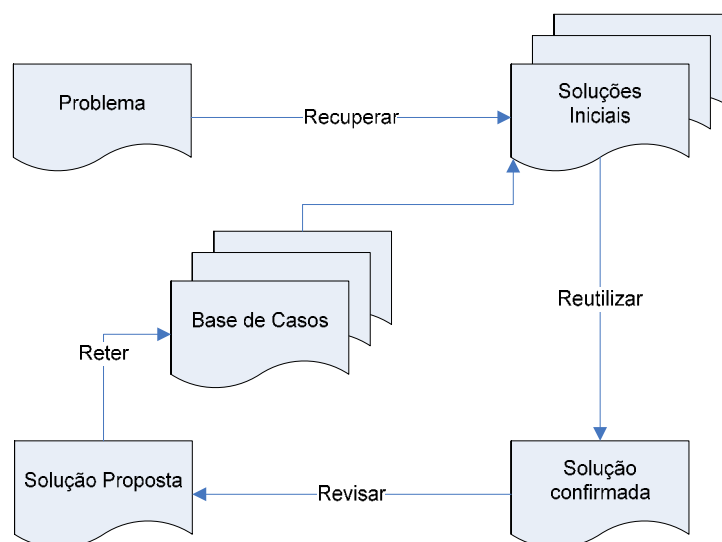 Problema
Recuperar
Soluções
Iniciais
Base de Casos
Reutilizar
Reter
Solução Proposta
Revisar
Solução
confirmada